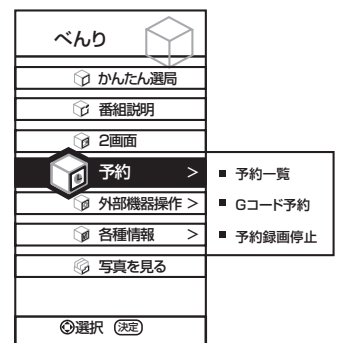 べんり
かんたん選局
番組説明
2画面
予約 >
外部機器操作 >
各種情報 >
写真を見る
選択 決定
■ 予約一覧
■ Gコード予約
■ 予約録画停止